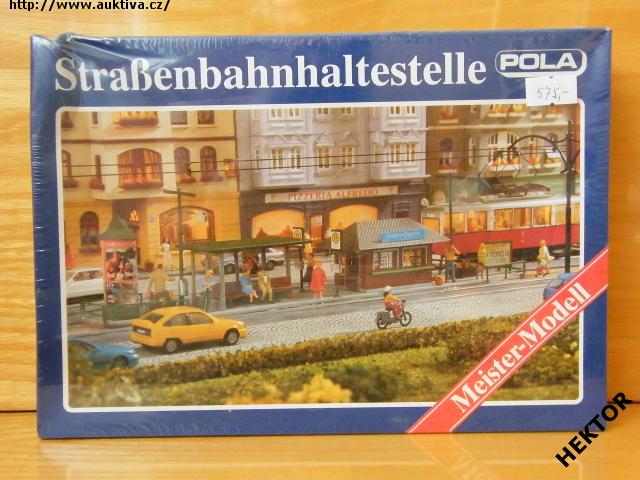 http://www.auktiva.cz/
Straßenbahnhaltestelle
POLA
575,-
PIZZERIA ALFREDO
Meister-Modell
HEKTOR